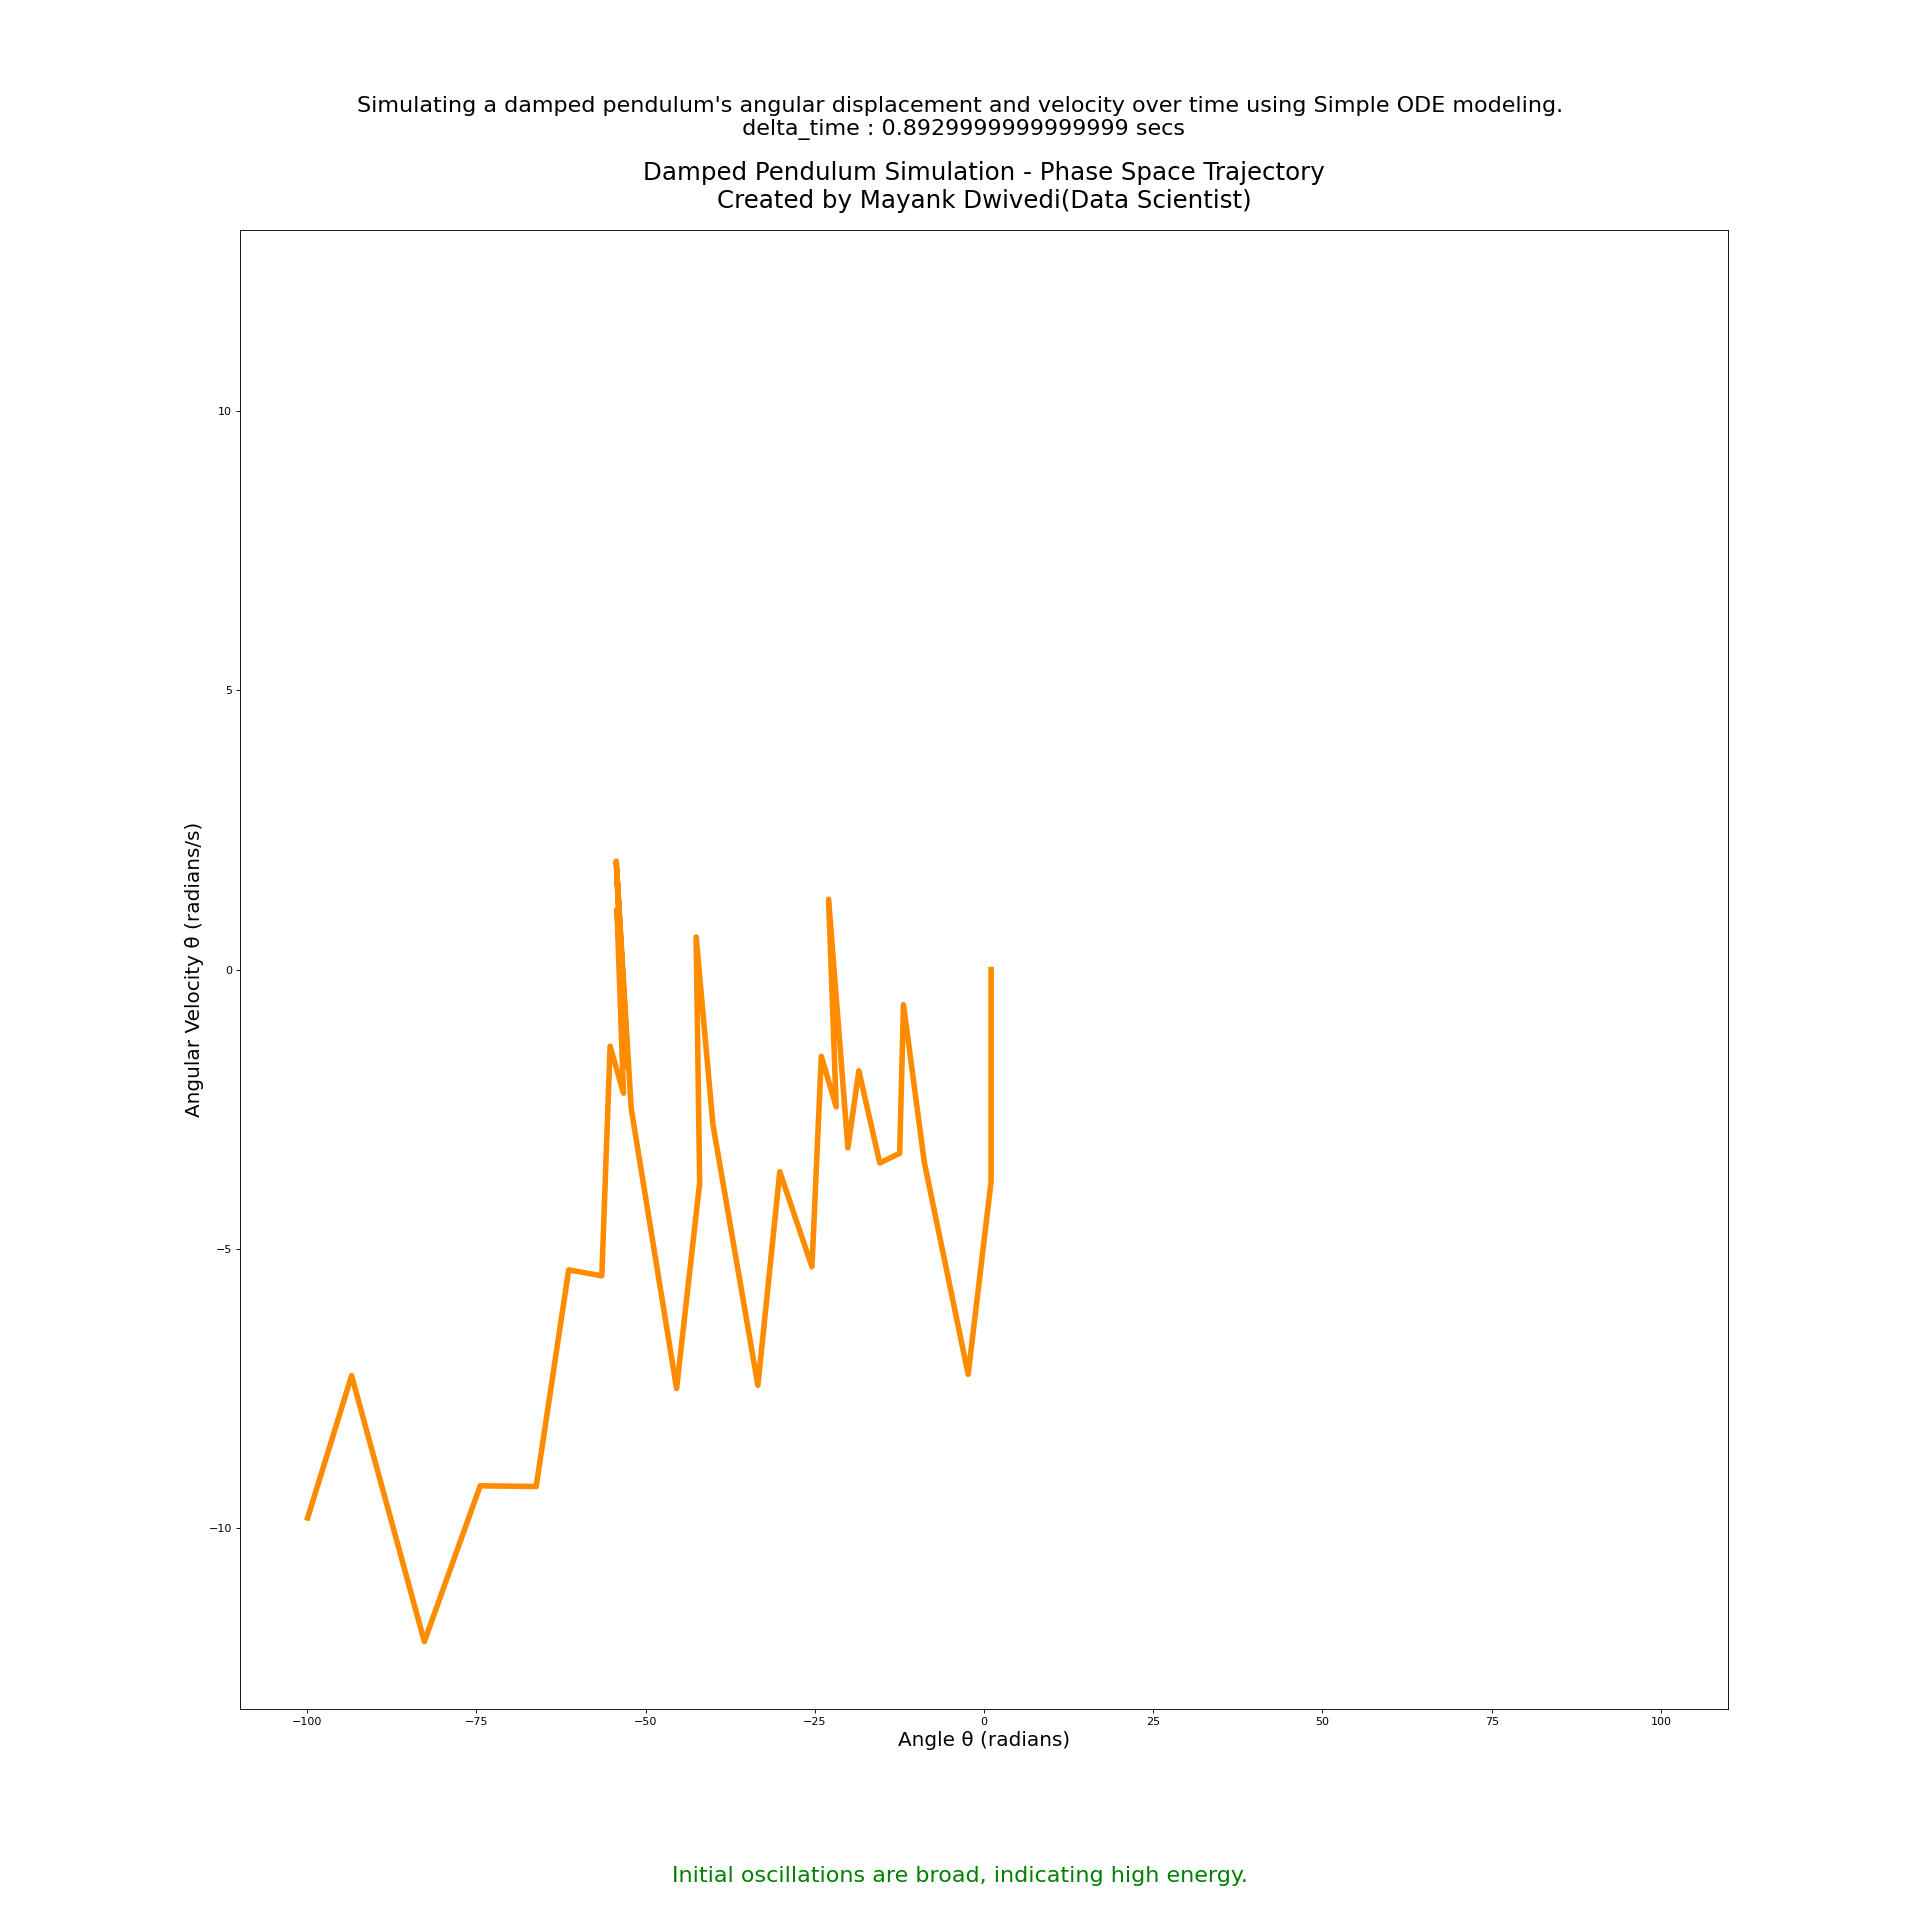 Simulating a damped pendulum's angular displacement and velocity over time using Simple ODE modeling.
delta_time : 0.8929999999999999 secs
Damped Pendulum Simulation - Phase Space Trajectory
Created by Mayank Dwivedi(Data Scientist)
10
5
0
−5
−10
Angular Velocity θ̇ (radians/s)
−100
−75
−50
−25
0
25
50
75
100
Angle θ (radians)
Initial oscillations are broad, indicating high energy.